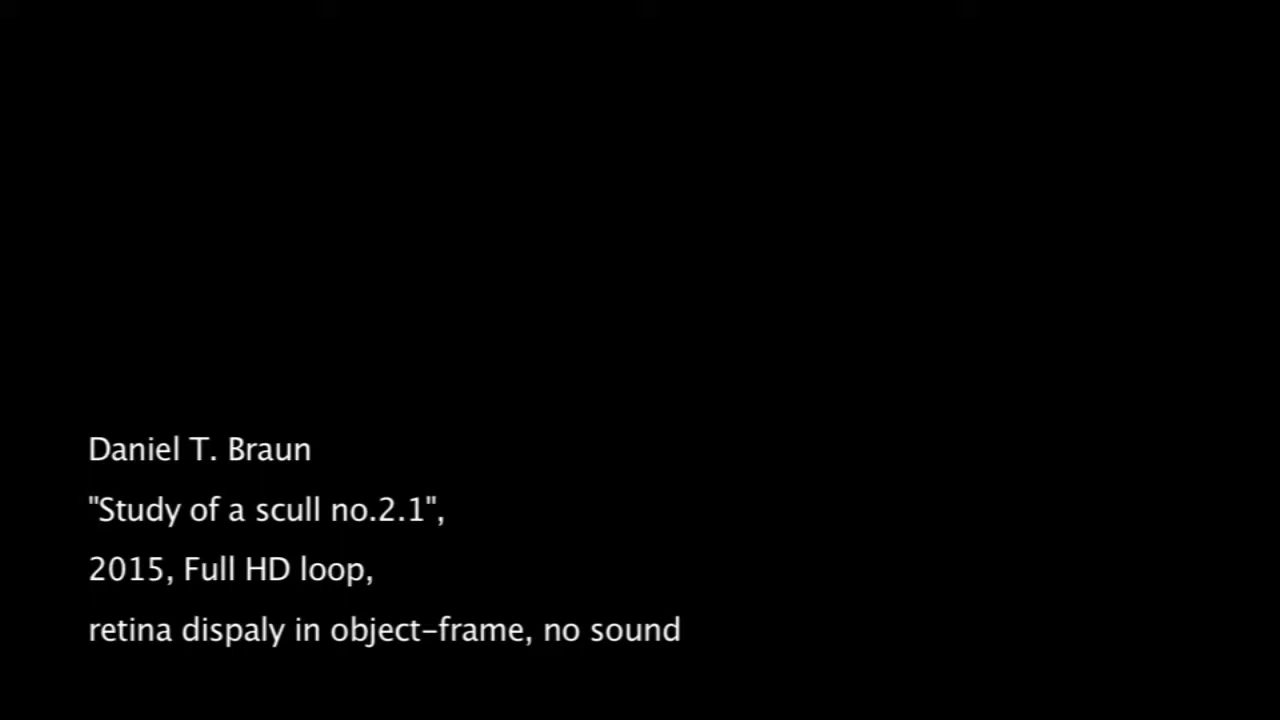 Daniel T. Braun
"Study of a scull no.2.1",
2015, Full HD loop,
retina dispaly in object-frame, no sound